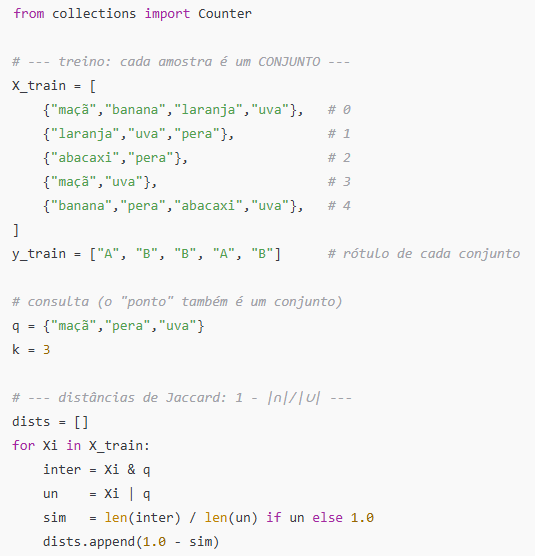 from collections import Counter
# --- treino: cada amostra é um CONJUNTO ---
X_train = [
    {"maçã","banana","laranja","uva"},   # 0
    {"laranja","uva","pera"},            # 1
    {"abacaxi","pera"},                  # 2
    {"maçã","uva"},                      # 3
    {"banana","pera","abacaxi","uva"},   # 4
]
y_train = ["A", "B", "B", "A", "B"]      # rótulo de cada conjunto
# consulta (o "ponto" também é um conjunto)
q = {"maçã","pera","uva"}
k = 3
# --- distâncias de Jaccard: 1 - |∩|/|∪| ---
dists = []
for Xi in X_train:
    inter = Xi & q
    un    = Xi | q
    sim   = len(inter) / len(un) if un else 1.0
    dists.append(1.0 - sim)